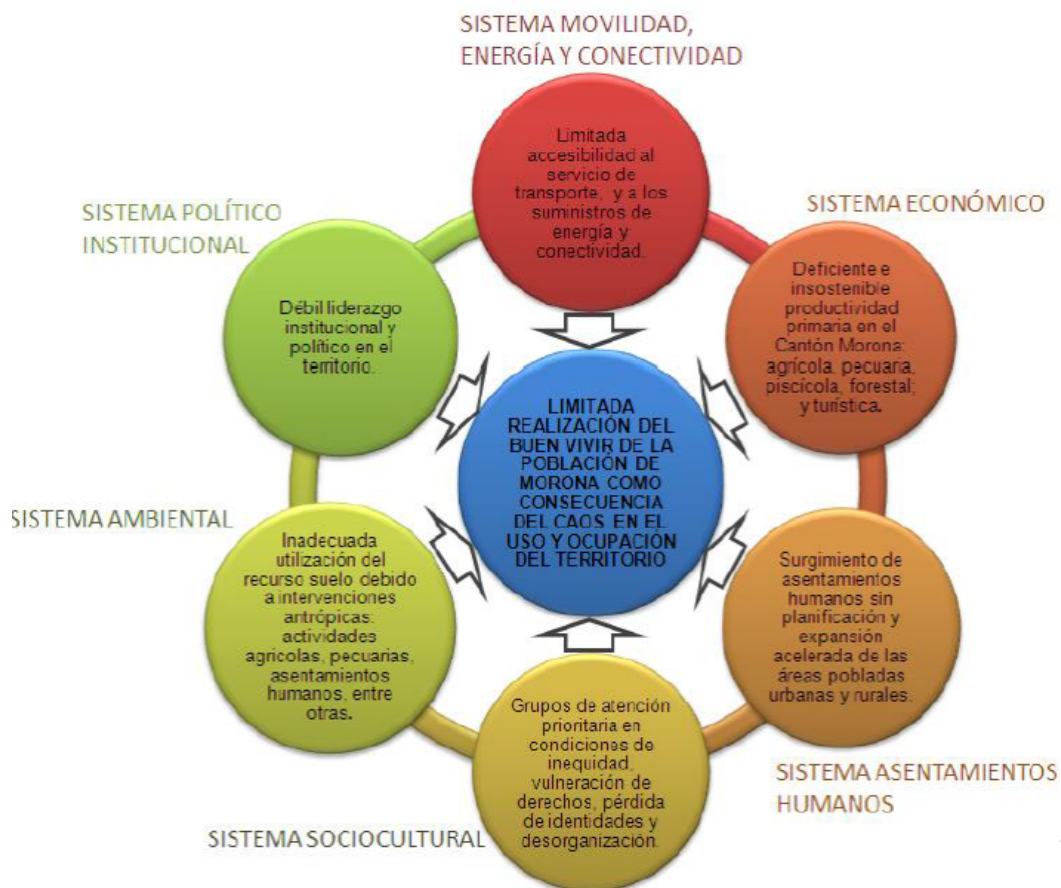 SISTEMA MOVILIDAD,
ENERGÍA Y CONECTIVIDAD
Limitada
accesibilidad al
servicio de
transporte, y a los
suministros de
energía y
conectividad.
SISTEMA ECONÓMICO
Deficiente e
insostenible
productividad
primaria en el
Cantón Morona:
agrícola, pecuaria,
piscícola, forestal;
y turística.
SISTEMA POLÍTICO
INSTITUCIONAL
Débil liderazgo
institucional y
político en el
territorio.
LIMITADA
REALIZACIÓN DEL
BUEN VIVIR DE LA
POBLACIÓN DE
MORONA COMO
CONSECUENCIA
DEL CAOS EN EL
USO Y OCUPACIÓN
DEL TERRITORIO
SISTEMA AMBIENTAL
Inadecuada
utilización del
recurso suelo debido
a intervenciones
antrópicas:
actividades
agrícolas, pecuarias,
asentamientos
humanos, entre
otras.
Surgimiento de
asentamientos
humanos sin
planificación y
expansión
acelerada de las
áreas pobladas
urbanas y rurales.
SISTEMA ASENTAMIENTOS
HUMANOS
Grupos de atención
prioritaria en
condiciones de
inequidad,
vulneración de
derechos, pérdida
de identidades y
desorganización.
SISTEMA SOCIOCULTURAL